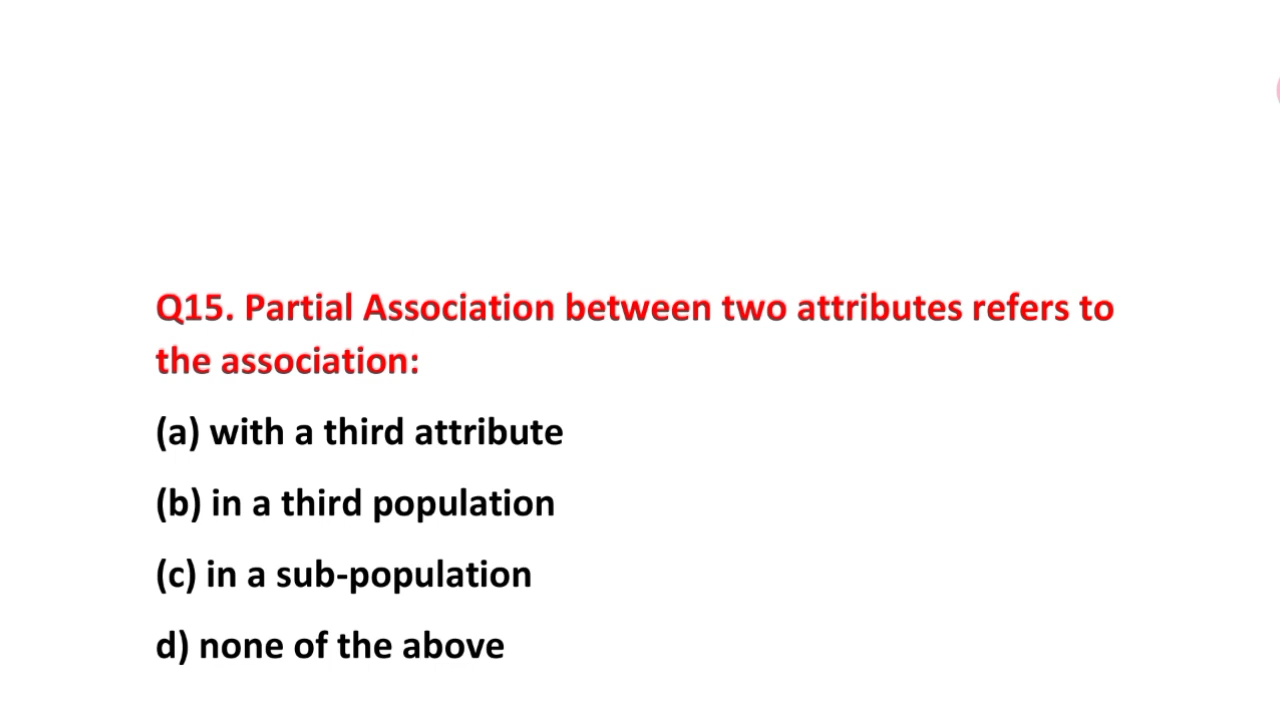 Q15. Partial Association between two attributes refers to
the association:
(a) with a third attribute
(b) in a third population
(c) in a sub-population
d) none of the above